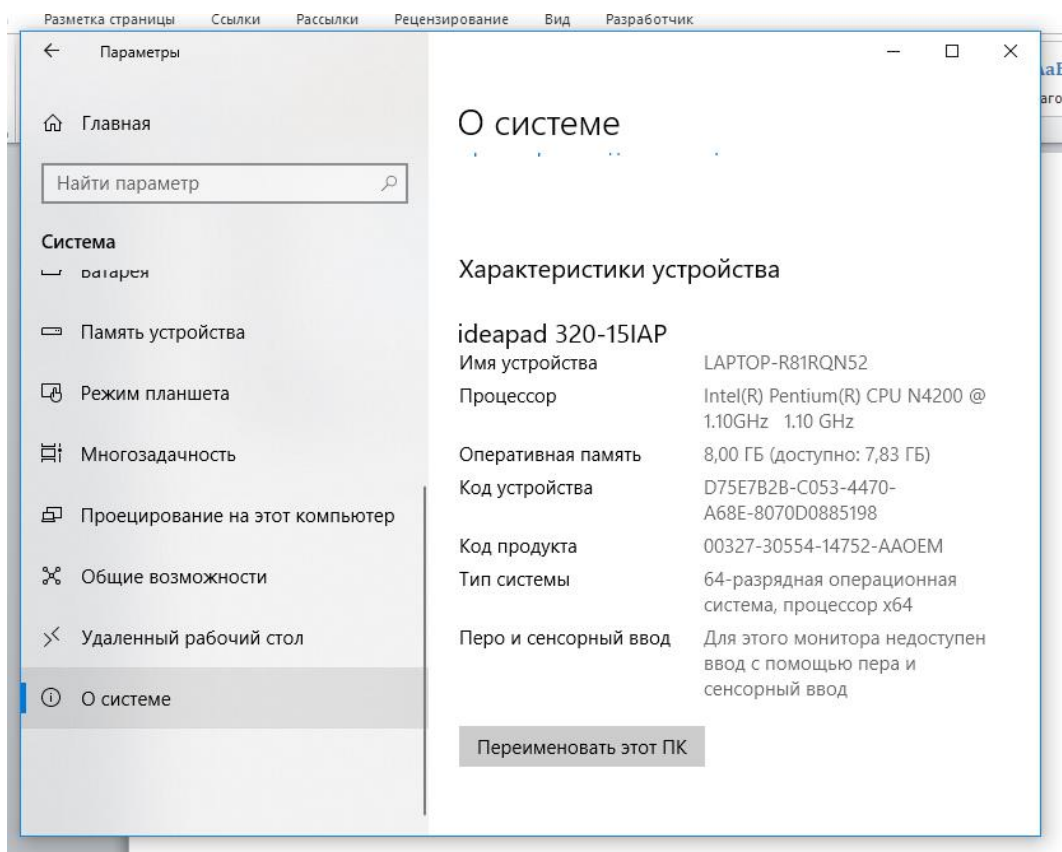 Разметка страницы Ссылки Рассылки Рецензирование Вид Разработчик
Параметры
Главная
Найти параметр
Система
Батарея
Память устройства
Режим планшета
Многозадачность
Проецирование на этот компьютер
Общие возможности
Удаленный рабочий стол
О системе
О системе
Характеристики устройства
ideapad 320-15IAP
Имя устройства LAPTOP-R81RQN52
Процессор Intel(R) Pentium(R) CPU N4200 @
1.10GHz 1.10 GHz
Оперативная память 8,00 ГБ (доступно: 7,83 ГБ)
Код устройства D75E7B2B-C053-4470-
A68E-8070D0885198
Код продукта 00327-30554-14752-AAOEM
Тип системы 64-разрядная операционная
система, процессор x64
Перо и сенсорный ввод Для этого монитора недоступен
ввод с помощью пера и
сенсорный ввод
Переименовать этот ПК